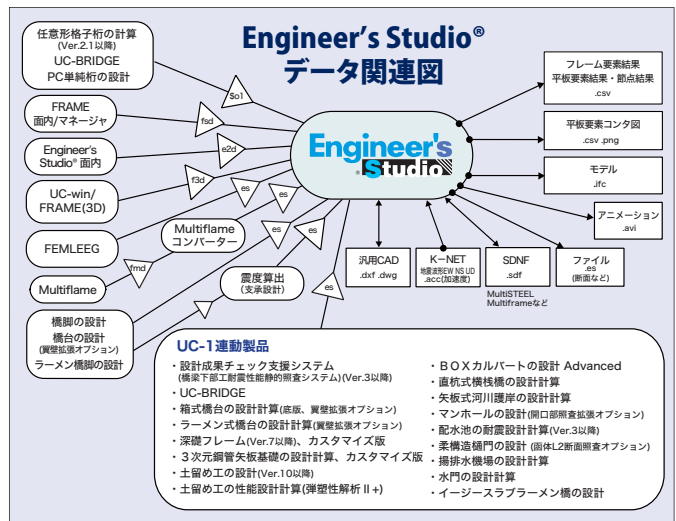 Engineer's Studio®
データ関連図
任意形格子桁の計算
(Ver.2.1以降)
UC-BRIDGE
PC単純桁の設計
FRAME
面内/マネージャ
Engineer's
Studio® 面内
UC-win/
FRAME(3D)
FEMLEEG
Multiflame
コンバーター
Multiflame
震度算出
(支承設計)
橋脚の設計
橋台の設計
(翼壁拡張オプション)
ラーメン橋脚の設計
$o1
fsd
e2d
f3d
es
es
es
es
fmd
es
Engineer's
® Studio
フレーム要素結果
平板要素結果・節点結果
.csv
平板要素コンタ図
.csv .png
モデル
.ifc
アニメーション
.avi
汎用CAD
.dxf .dwg
K-NET
地震波形EW NS UD
.acc(加速度)
SDNF
.sdf
MultiSTEEL
Multiframeなど
ファイル
.es
(断面など)
UC-1連動製品
・設計成果チェック支援システム
(橋梁下部工耐震性能静的照査システム)(Ver.3以降)
・UC-BRIDGE
・箱式橋台の設計計算(底版、翼壁拡張オプション)
・ラーメン式橋台の設計計算(翼壁拡張オプション)
・深礎フレーム(Ver.7以降)、カスタマイズ版
・３次元鋼管矢板基礎の設計計算、カスタマイズ版
・土留め工の設計(Ver.10以降)
・土留め工の性能設計計算(弾塑性解析Ⅱ+)
・ＢＯＸカルバートの設計 Advanced
・直杭式横桟橋の設計計算
・矢板式河川護岸の設計計算
・マンホールの設計(開口部照査拡張オプション)
・配水池の耐震設計計算(Ver.3以降)
・柔構造樋門の設計 (函体L2断面照査オプション)
・揚排水機場の設計計算
・水門の設計計算
・イージースラブラーメン橋の設計